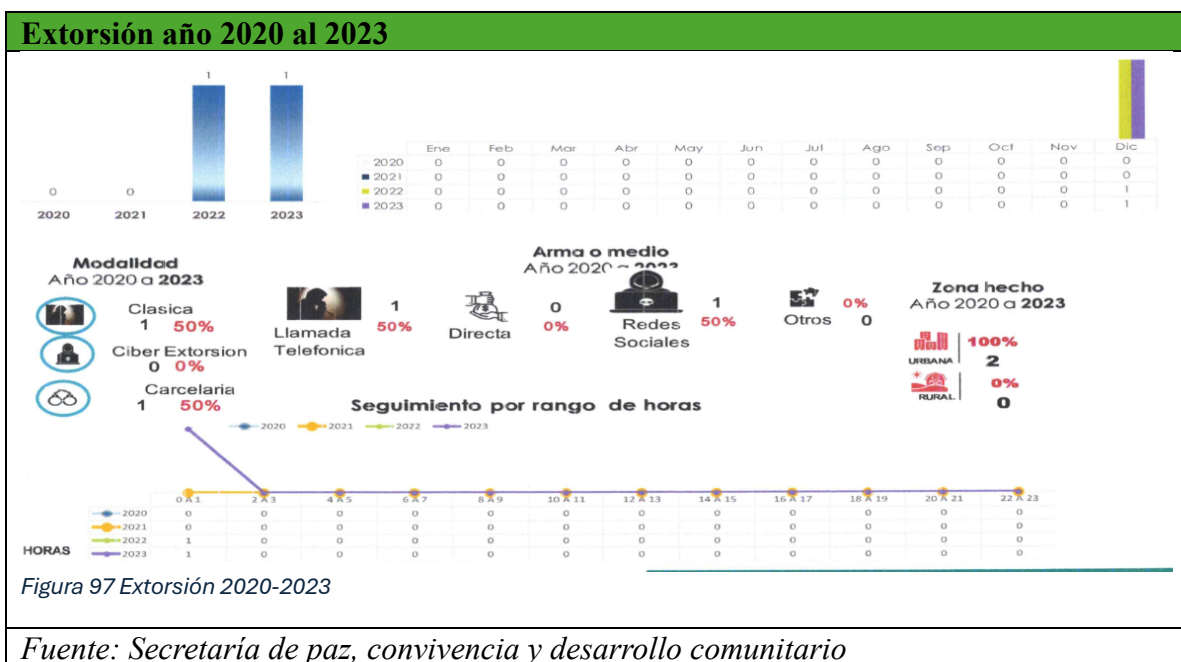 Extorsión año 2020 al 2023
1 1
0 0
2020 2021 2022 2023
Ene Feb Mar Abr May Jun Jul Ago Sep Oct Nov Dic
2020 0 0 0 0 0 0 0 0 0 0 0 0
2021 0 0 0 0 0 0 0 0 0 0 0 0
2022 0 0 0 0 0 0 0 0 0 0 0 1
2023 0 0 0 0 0 0 0 0 0 0 0 1
Modalidad
Año 2020 a 2023
Clasica
1 50%
Ciber Extorsion
0 0%
Carcelaria
1 50%
Arma o medio
Año 2020 a 2023
Llamada
Telefonica
1
50%
Directa
0
0%
Redes
Sociales
1
50%
Otros
0%
0
Zona hecho
Año 2020 a 2023
URBANA
100%
2
RURAL
0%
0
Seguimiento por rango de horas
2020 2021 2022 2023
0 A 1 2 A 3 4 A 5 6 A 7 8 A 9 10 A 11 12 A 13 14 A 15 16 A 17 18 A 19 20 A 21 22 A 23
2020 0 0 0 0 0 0 0 0 0 0 0 0
2021 0 0 0 0 0 0 0 0 0 0 0 0
2022 1 0 0 0 0 0 0 0 0 0 0 0
HORAS 2023 1 0 0 0 0 0 0 0 0 0 0 0
Figura 97 Extorsión 2020-2023
Fuente: Secretaría de paz, convivencia y desarrollo comunitario